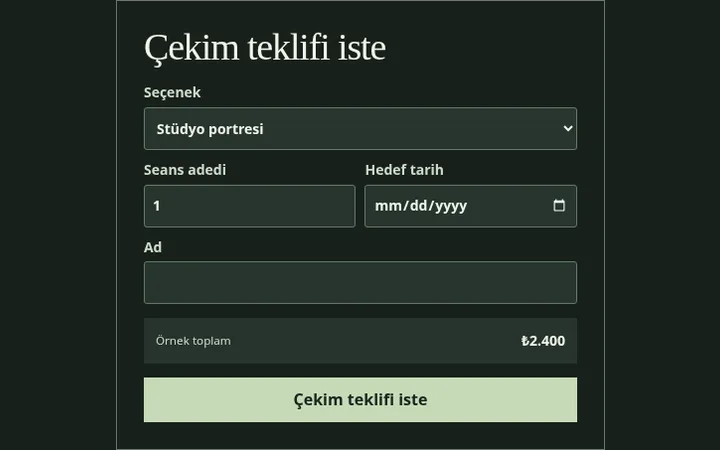 Çekim teklifi iste
Seçenek
Stüdyo portresi
Seans adedi
Hedef tarih
1
mm/dd/yyyy
Ad
Örnek toplam
₺2.400
Çekim teklifi iste